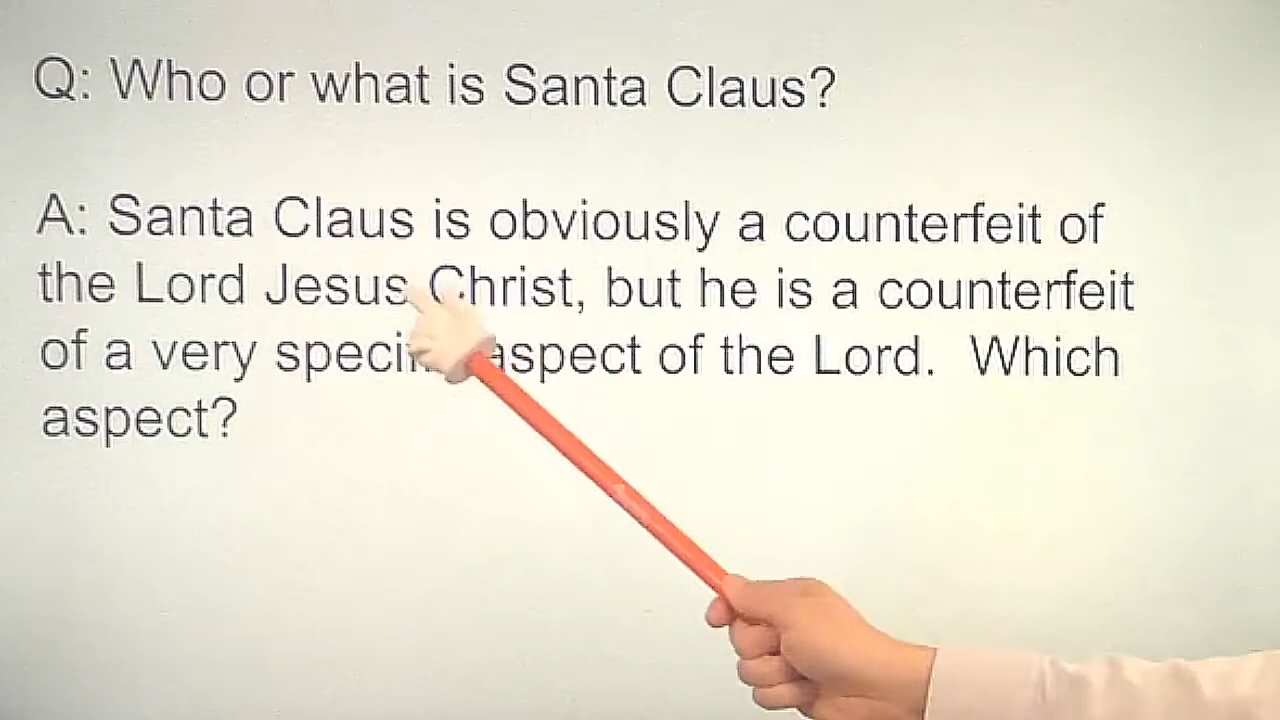 Q: Who or what is Santa Claus?
A: Santa Claus is obviously a counterfeit of
the Lord Jesus Christ, but he is a counterfeit
of a very aspect of the Lord. Which
aspect?